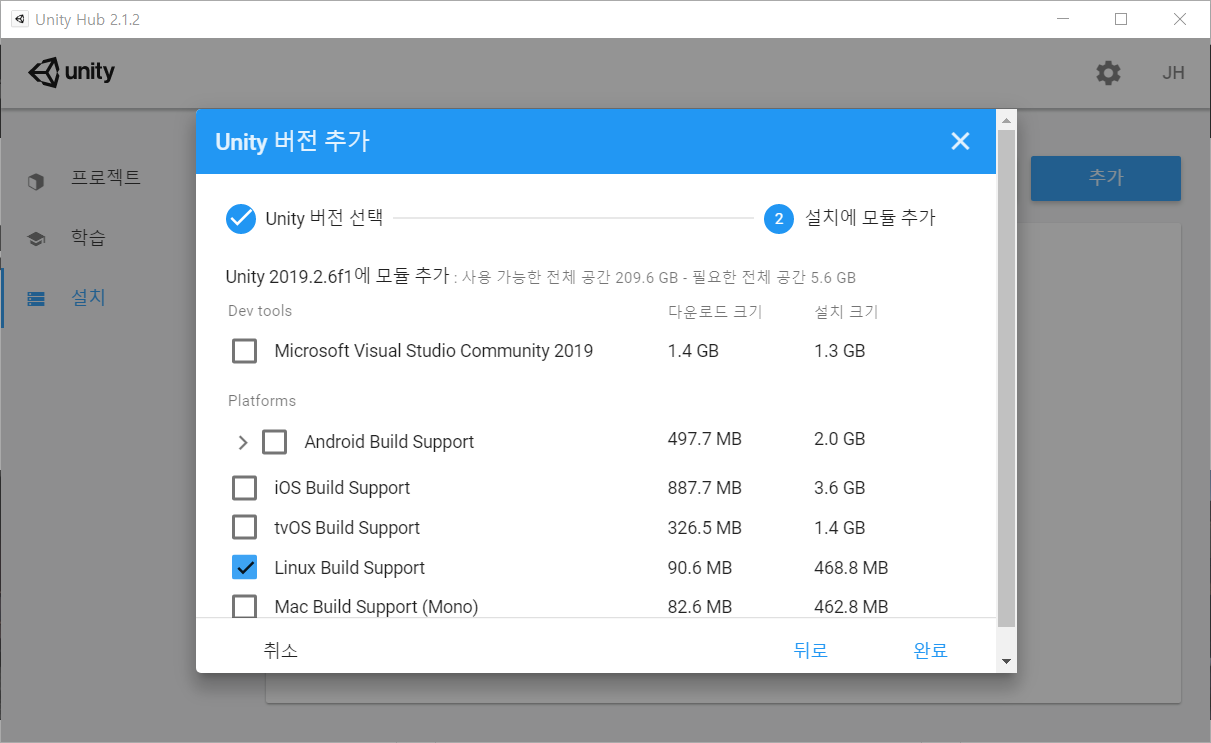 Unity Hub 2.1.2
unity
JH
프로젝트
학습
설치
추가
Unity 버전 추가
Unity 버전 선택
2 설치에 모듈 추가
Unity 2019.2.6f1에 모듈 추가 : 사용 가능한 전체 공간 209.6 GB - 필요한 전체 공간 5.6 GB
Dev tools 다운로드 크기 설치 크기
Microsoft Visual Studio Community 2019 1.4 GB 1.3 GB
Platforms
Android Build Support 497.7 MB 2.0 GB
iOS Build Support 887.7 MB 3.6 GB
tvOS Build Support 326.5 MB 1.4 GB
Linux Build Support 90.6 MB 468.8 MB
Mac Build Support (Mono) 82.6 MB 462.8 MB
취소 뒤로 완료